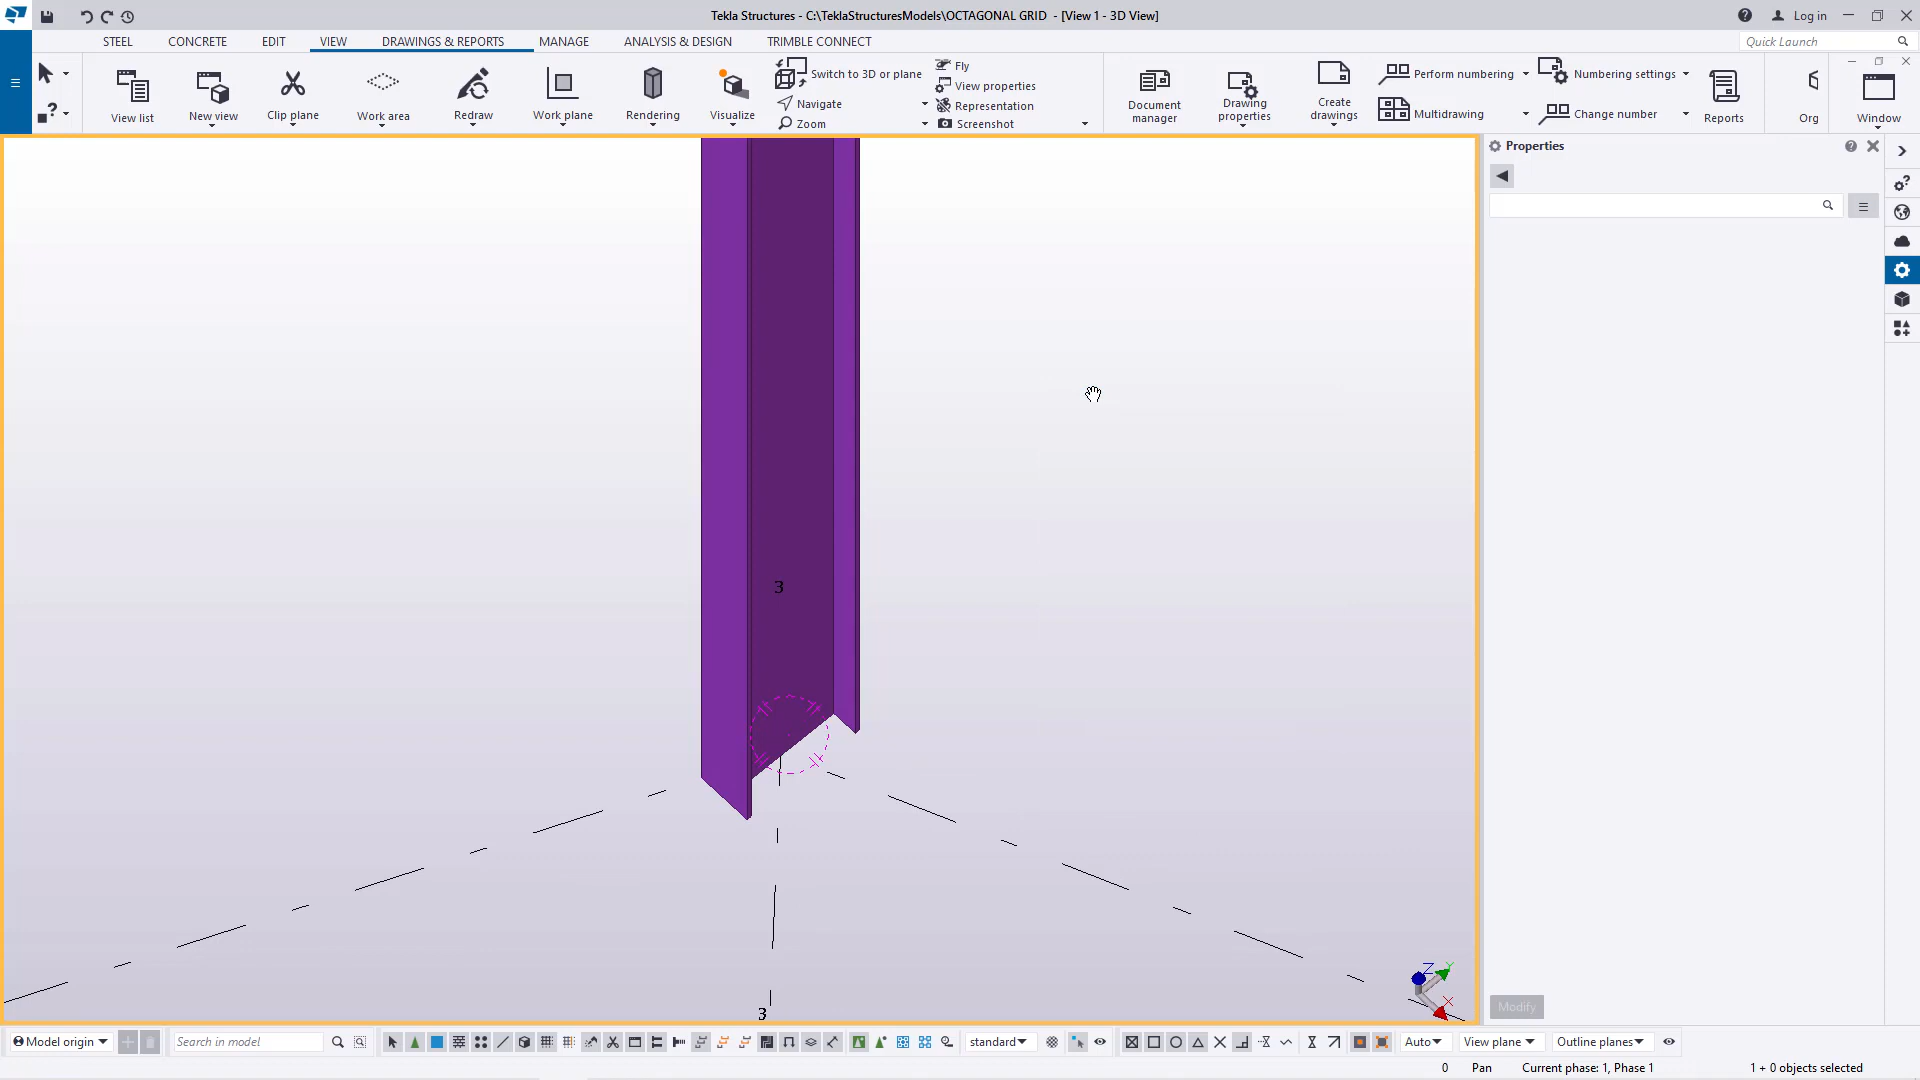 Tekla Structures - C:\TeklaStructuresModels\OCTAGONAL GRID - [View 1 - 3D View]
Log in
STEEL CONCRETE EDIT VIEW DRAWINGS & REPORTS MANAGE ANALYSIS & DESIGN TRIMBLE CONNECT
Quick Launch
View list
New view
Clip plane
Work area
Redraw
Work plane
Rendering
Visualize
Switch to 3D or plane
Navigate
Zoom
Fly
View properties
Representation
Screenshot
Document manager
Drawing properties
Create drawings
Perform numbering
Multidrawing
Numbering settings
Change number
Reports
Org
Window
Properties
3
3
Z
Y
X
Modify
Model origin
Search in model
standard
Auto
View plane
Outline planes
0
Pan
Current phase: 1, Phase 1
1 + 0 objects selected